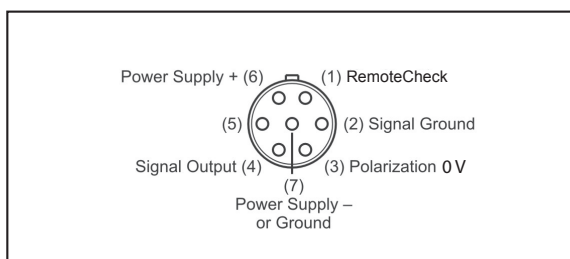 Power Supply + (6)
(1) RemoteCheck
(5)
(2) Signal Ground
Signal Output (4)
(3) Polarization 0 V
(7)
Power Supply –
or Ground